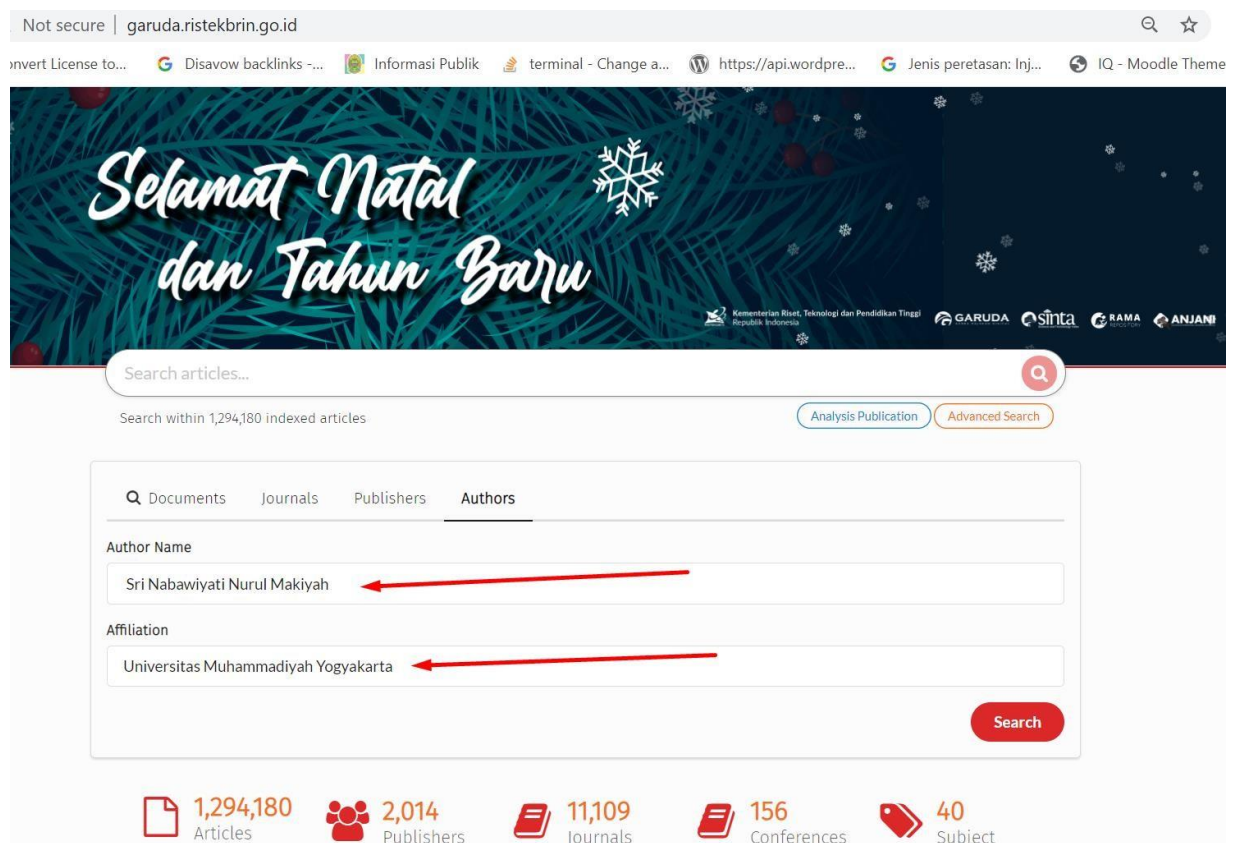 Not secure | garuda.ristekbrin.go.id
onvert License to... Disavow backlinks -... Informasi Publik terminal - Change a... https://api.wordpre... Jenis peretasan: Inj... IQ - Moodle Theme
Selamat Natal
dan Tahun Baru
Kementerian Riset, Teknologi dan Pendidikan Tinggi
Republik Indonesia
GARUDA sinta RAMA REPOSITORY ANJANI
Search articles...
Search within 1,294,180 indexed articles
Analysis Publication Advanced Search
Documents Journals Publishers Authors
Author Name
Sri Nabawiyati Nurul Makiyah
Affiliation
Universitas Muhammadiyah Yogyakarta
Search
1,294,180 2,014 11,109 156 40
Articles Publishers Journals Conferences Subject